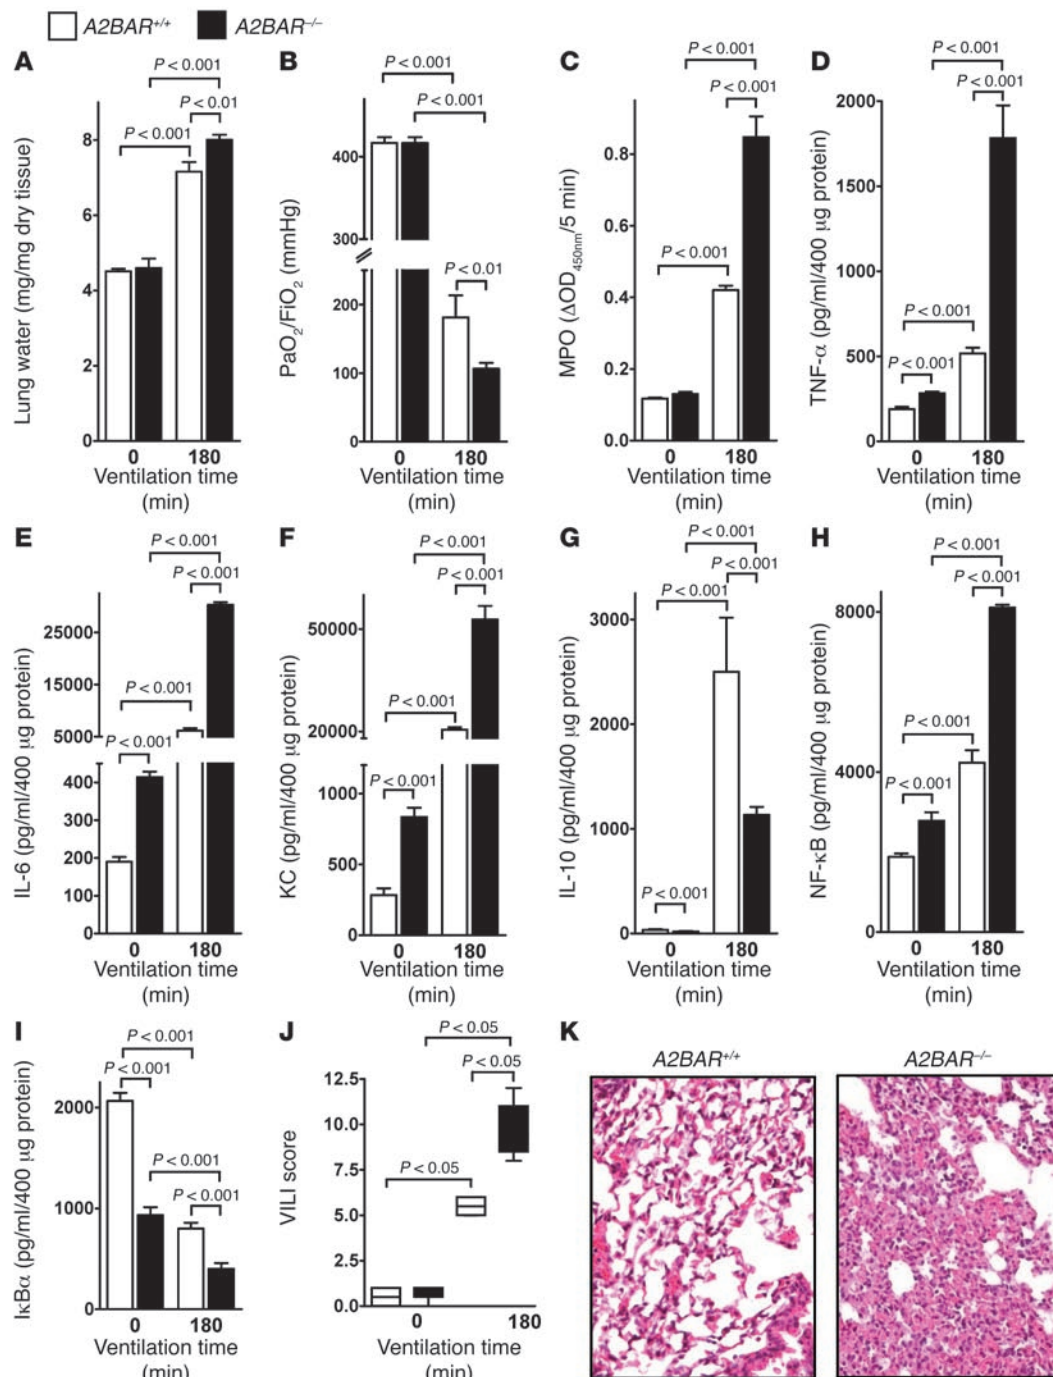 A2BAR+/+ A2BAR–/–
A
P < 0.001
P < 0.01
P < 0.001
8
6
4
2
0
Lung water (mg/mg dry tissue)
0 180
Ventilation time
(min)
B
P < 0.001
P < 0.001
400
300
P < 0.01
200
100
0
PaO2/FiO2 (mmHg)
0 180
Ventilation time
(min)
C
P < 0.001
P < 0.001
P < 0.001
0.8
0.6
0.4
0.2
0.0
MPO (ΔOD450nm/5 min)
0 180
Ventilation time
(min)
D
P < 0.001
P < 0.001
P < 0.001
P < 0.001
2000
1500
1000
500
0
TNF-α (pg/ml/400 μg protein)
0 180
Ventilation time
(min)
E
P < 0.001
P < 0.001
P < 0.001
P < 0.001
25000
15000
5000
400
300
200
100
0
IL-6 (pg/ml/400 μg protein)
0 180
Ventilation time
(min)
F
P < 0.001
P < 0.001
P < 0.001
P < 0.001
50000
20000
1000
500
0
KC (pg/ml/400 μg protein)
0 180
Ventilation time
(min)
G
P < 0.001
P < 0.001
P < 0.001
P < 0.001
3000
2000
1000
0
IL-10 (pg/ml/400 μg protein)
0 180
Ventilation time
(min)
H
P < 0.001
P < 0.001
P < 0.001
P < 0.001
8000
4000
0
NF-κB (pg/ml/400 μg protein)
0 180
Ventilation time
(min)
I
P < 0.001
P < 0.001
P < 0.001
P < 0.001
2000
1000
0
IκBα (pg/ml/400 μg protein)
0 180
Ventilation time
(min)
J
P < 0.05
P < 0.05
P < 0.05
12.5
10.0
7.5
5.0
2.5
0.0
VILI score
0 180
Ventilation time
(min)
K
A2BAR+/+ A2BAR–/–